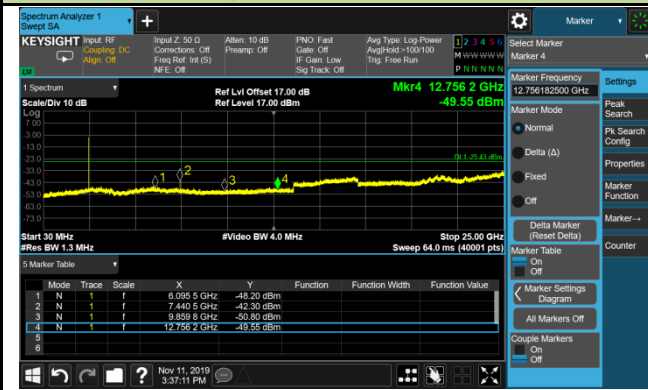 Spectrum Analyzer 1
Swept SA
+
Marker
KEYSIGHT
Input: RF
Coupling: DC
Align: Off
Input Z: 50 Ω
Corrections: Off
Freq Ref: Int (S)
NFE: Off
Atten: 10 dB
Preamp: Off
PNO: Fast
Gate: Off
IF Gain: Low
Sig Track: Off
Avg Type: Log-Power
Avg|Hold:>100/100
Trig: Free Run
1 2 3 4 5 6
M W W W W W
P N N N N N
LXI
Select Marker
Marker 4
1 Spectrum
Scale/Div 10 dB
Ref Lvl Offset 17.00 dB
Ref Level 17.00 dBm
Mkr4 12.756 2 GHz
-49.55 dBm
Log
7.00
-3.00
-13.0
-23.0
-33.0
-43.0
-53.0
-63.0
-73.0
DL1 -25.43 dBm
1
2
3
4
Start 30 MHz
#Res BW 1.3 MHz
#Video BW 4.0 MHz
Stop 25.00 GHz
Sweep 64.0 ms (40001 pts)
5 Marker Table
Mode Trace Scale X Y Function Function Width Function Value
1 N 1 f 6.095 5 GHz -48.20 dBm
2 N 1 f 7.440 5 GHz -42.30 dBm
3 N 1 f 9.859 8 GHz -50.80 dBm
4 N 1 f 12.756 2 GHz -49.55 dBm
5
6
Marker Frequency
12.756182500 GHz
Marker Mode
Normal
Delta (Δ)
Fixed
Off
Delta Marker
(Reset Delta)
Marker Table
On
Off
Marker Settings
Diagram
All Markers Off
Couple Markers
On
Off
Settings
Peak
Search
Pk Search
Config
Properties
Marker
Function
Marker→
Counter
?
Nov 11, 2019
3:37:11 PM